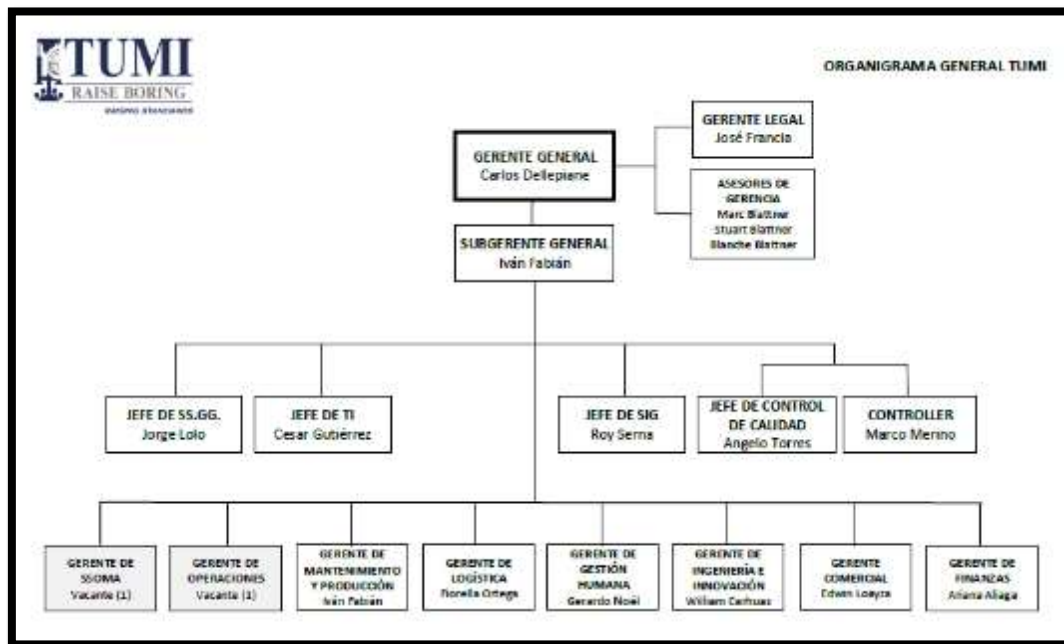 TUMI
RAISE BORING
ORGANIGRAMA GENERAL TUMI
GERENTE LEGAL
José Francia
GERENTE GENERAL
Carlos Dellepiane
ASESORES DE
GERENCIA
Marc Blattner
Stuart Blattner
Blanche Blattner
SUBGERENTE GENERAL
Iván Fabián
JEFE DE SS.GG.
Jorge Lolo
JEFE DE TI
Cesar Gutiérrez
JEFE DE SIG
Roy Serna
JEFE DE CONTROL
DE CALIDAD
Angelo Torres
CONTROLLER
Marco Merino
GERENTE DE
SSOMA
Vacante (1)
GERENTE DE
OPERACIONES
Vacante (1)
GERENTE DE
MANTENIMIENTO
Y PRODUCCIÓN
Iván Fabián
GERENTE DE
LOGÍSTICA
Fiorella Ortega
GERENTE DE
GESTIÓN
HUMANA
Gerardo Noël
GERENTE DE
INGENIERÍA E
INNOVACIÓN
William Carhuas
GERENTE
COMERCIAL
Edwin Loayza
GERENTE DE
FINANZAS
Ariana Aliaga